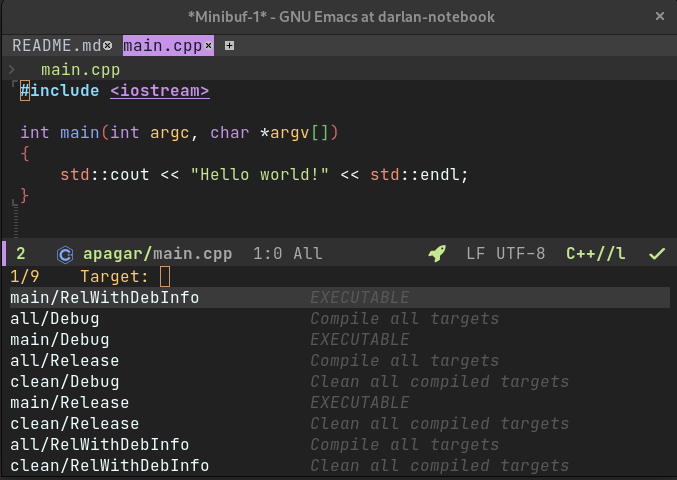 *Minibuf-1* - GNU Emacs at darlan-notebook
README.md main.cpp
main.cpp
#include <iostream>
int main(int argc, char *argv[])
{
    std::cout << "Hello world!" << std::endl;
}
2 apagar/main.cpp 1:0 All LF UTF-8 C++//l
1/9 Target:
main/RelWithDebInfo EXECUTABLE
all/Debug Compile all targets
main/Debug EXECUTABLE
all/Release Compile all targets
clean/Debug Clean all compiled targets
main/Release EXECUTABLE
clean/Release Clean all compiled targets
all/RelWithDebInfo Compile all targets
clean/RelWithDebInfo Clean all compiled targets